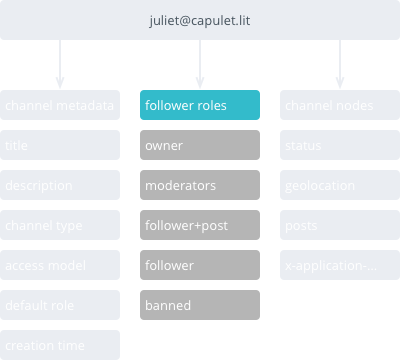 juliet@capulet.lit
channel metadata
title
description
channel type
access model
default role
creation time
follower roles
owner
moderators
follower+post
follower
banned
channel nodes
status
geolocation
posts
x-application-...